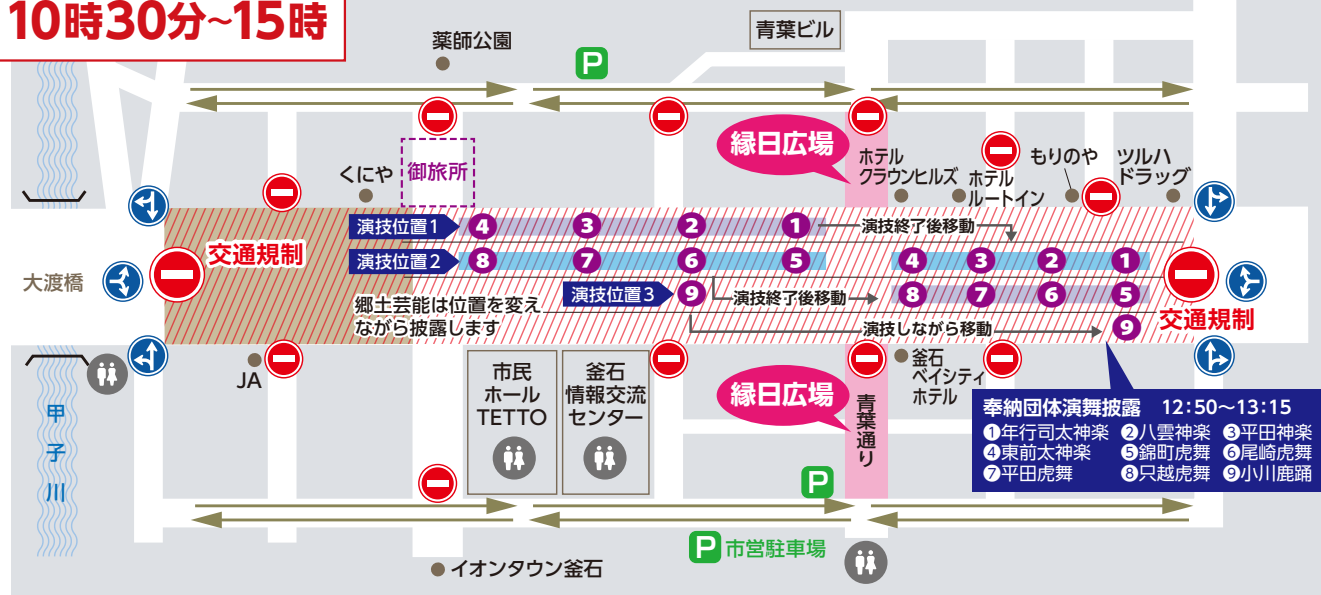 10時30分~15時
青葉ビル
薬師公園
P
縁日広場
御旅所
くにや
ホテル
クラウンヒルズ
ホテル
ルートイン
もりのや
ツルハ
ドラッグ
演技位置1
4
3
2
1
演技終了後移動
交通規制
演技位置2
8
7
6
5
4
3
2
1
大渡橋
郷土芸能は位置を変え
ながら披露します
演技位置3
9
演技終了後移動
8
7
6
5
演技しながら移動
9
交通規制
JA
市民
ホール
TETTO
釜石
情報交流
センター
縁日広場
青葉通り
釜石
ベイシティ
ホテル
奉納団体演舞披露 12:50～13:15
❶年行司太神楽 ❷八雲神楽 ❸平田神楽
❹東前太神楽 ❺錦町虎舞 ❻尾崎虎舞
❼平田虎舞 ❽只越虎舞 ❾小川鹿踊
甲子川
P
P 市営駐車場
イオンタウン釜石